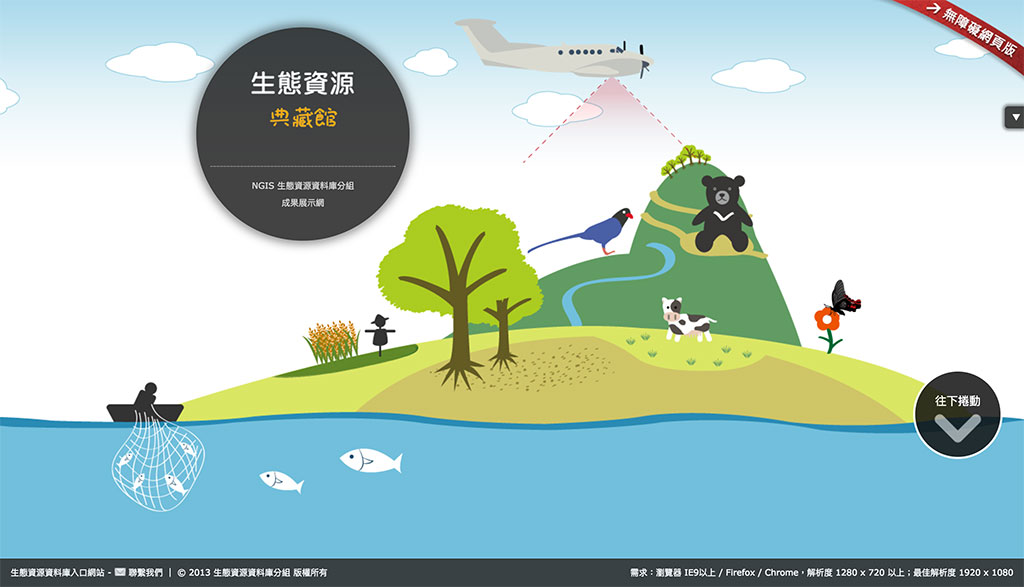 無障礙網頁版
生態資源
典藏館
NGIS 生態資源資料庫分組
成果展示網
往下捲動
生態資源資料庫入口網站 - 聯繫我們 | © 2013 生態資源資料庫分組 版權所有
需求：瀏覽器 IE9以上 / Firefox / Chrome，解析度 1280 x 720 以上；最佳解析度 1920 x 1080